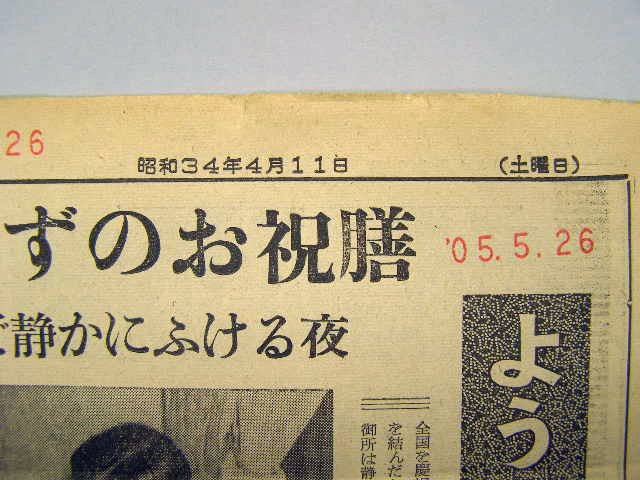 26
昭和34年4月11日
(土曜日)
ずのお祝膳
'05.5.26
静かにふける夜
よう
全国を慶
を結んだ
御所は静